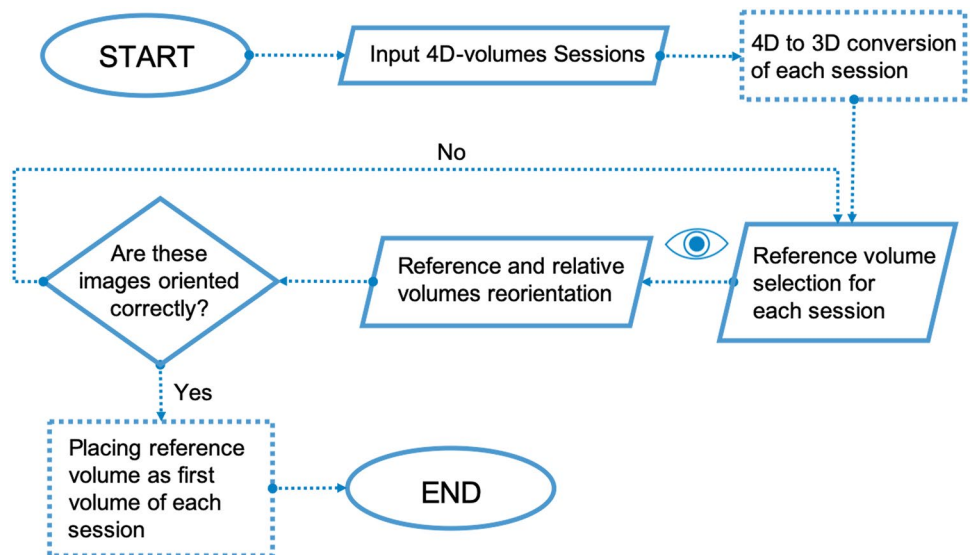 START
Input 4D-volumes Sessions
4D to 3D conversion
of each session
No
Are these
images oriented
correctly?
Reference and relative
volumes reorientation
Reference volume
selection for
each session
Yes
Placing reference
volume as first
volume of each
session
END